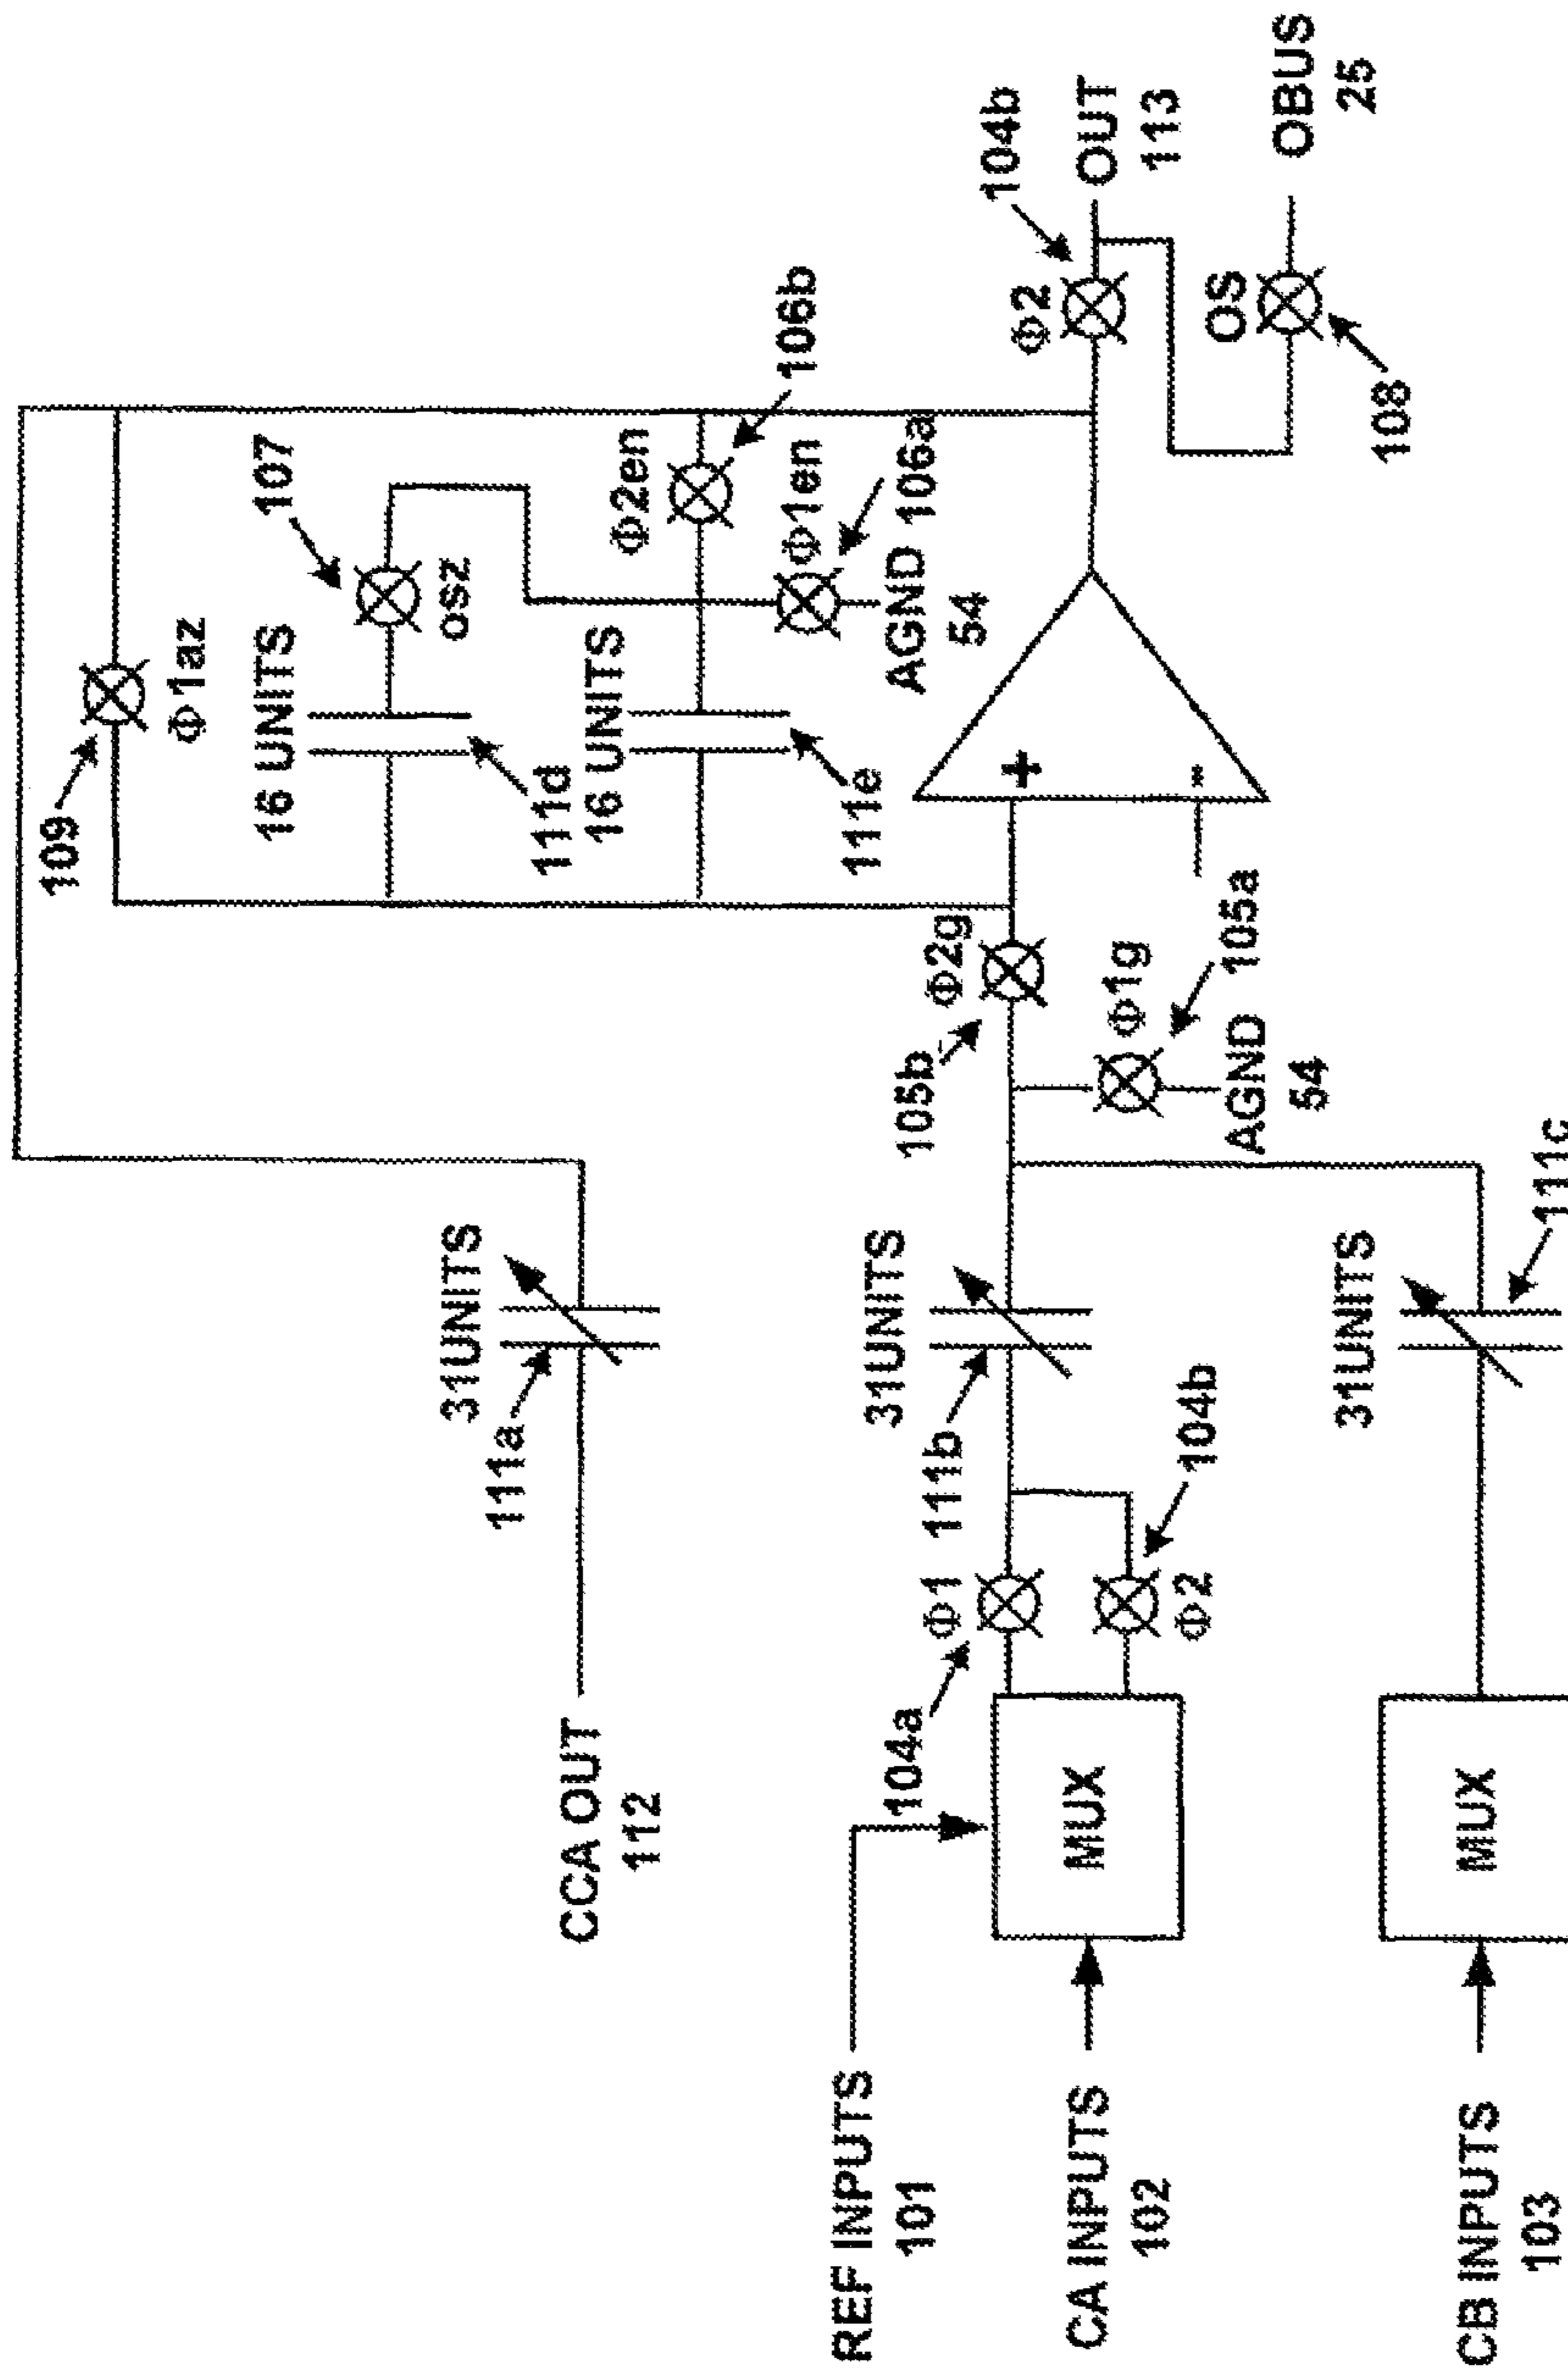 109
Φ1az
16 UNITS
107
osz
111d
16 UNITS
Φ2en
106b
111e
Φ1en
106a
AGND
54
31UNITS
111a
CCA OUT
112
105b
Φ2g
+
-
Φ2
104b
OUT
113
Φ1g
105a
AGND
54
OS
108
OBUS
25
REF INPUTS
101
104a
Φ1
111b
31UNITS
MUX
Φ2
104b
CA INPUTS
102
31UNITS
111c
MUX
CB INPUTS
103